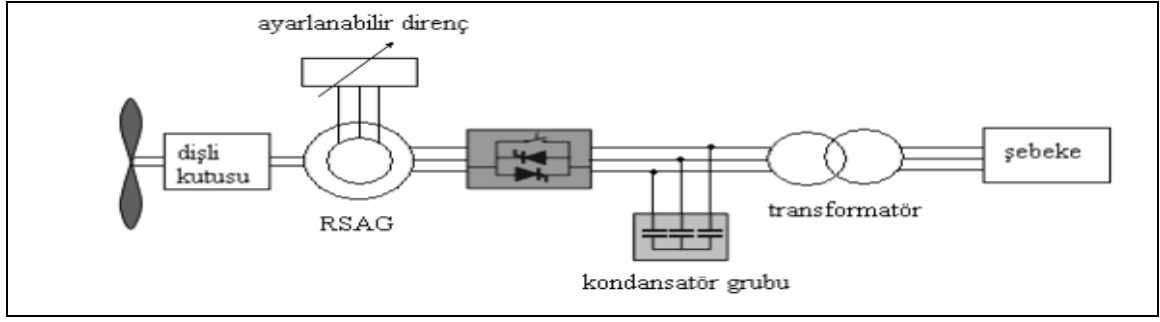 ayarlanabilir direnç
dişli
kutusu
RSAG
kondansatör grubu
transformatör
şebeke